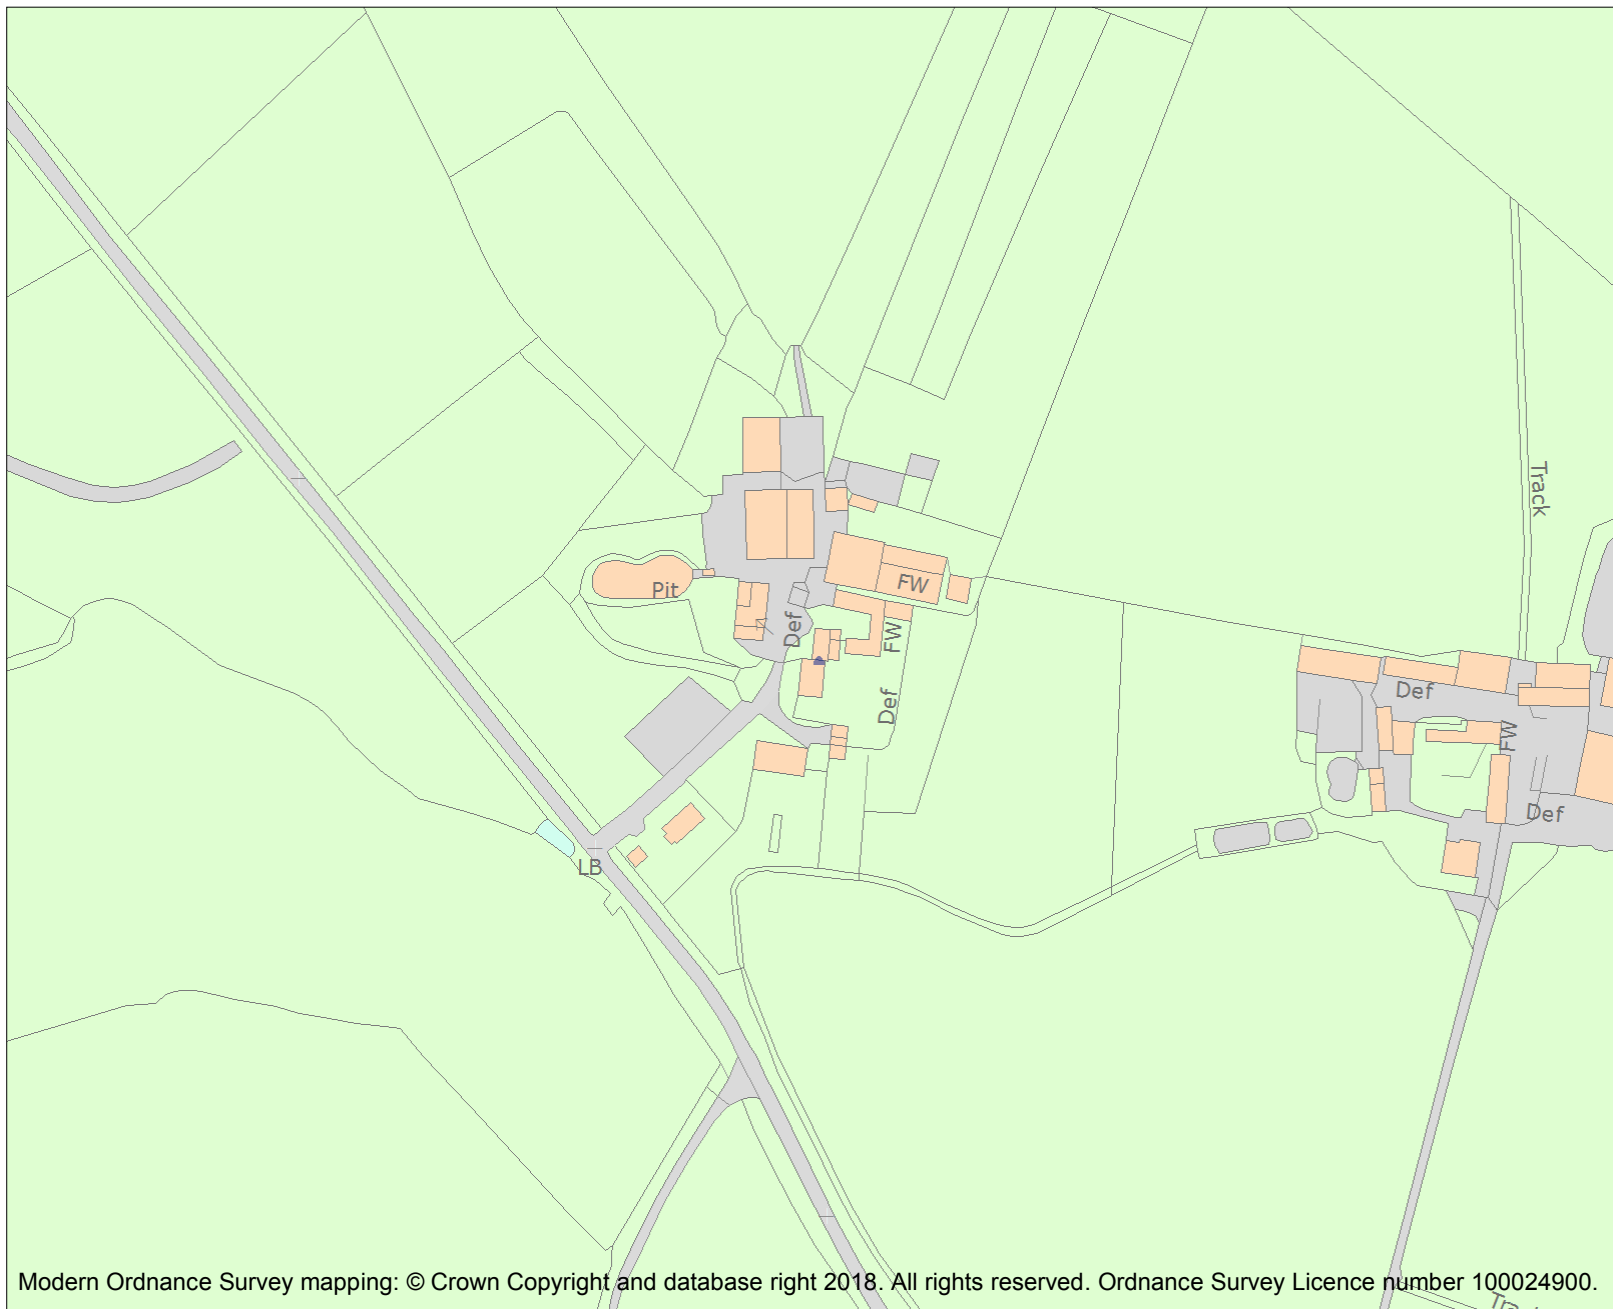 Track
Pit
FW
Def
FW
Def
Def
FW
Def
LB
Modern Ordnance Survey mapping: © Crown Copyright and database right 2018. All rights reserved. Ordnance Survey Licence number 100024900.